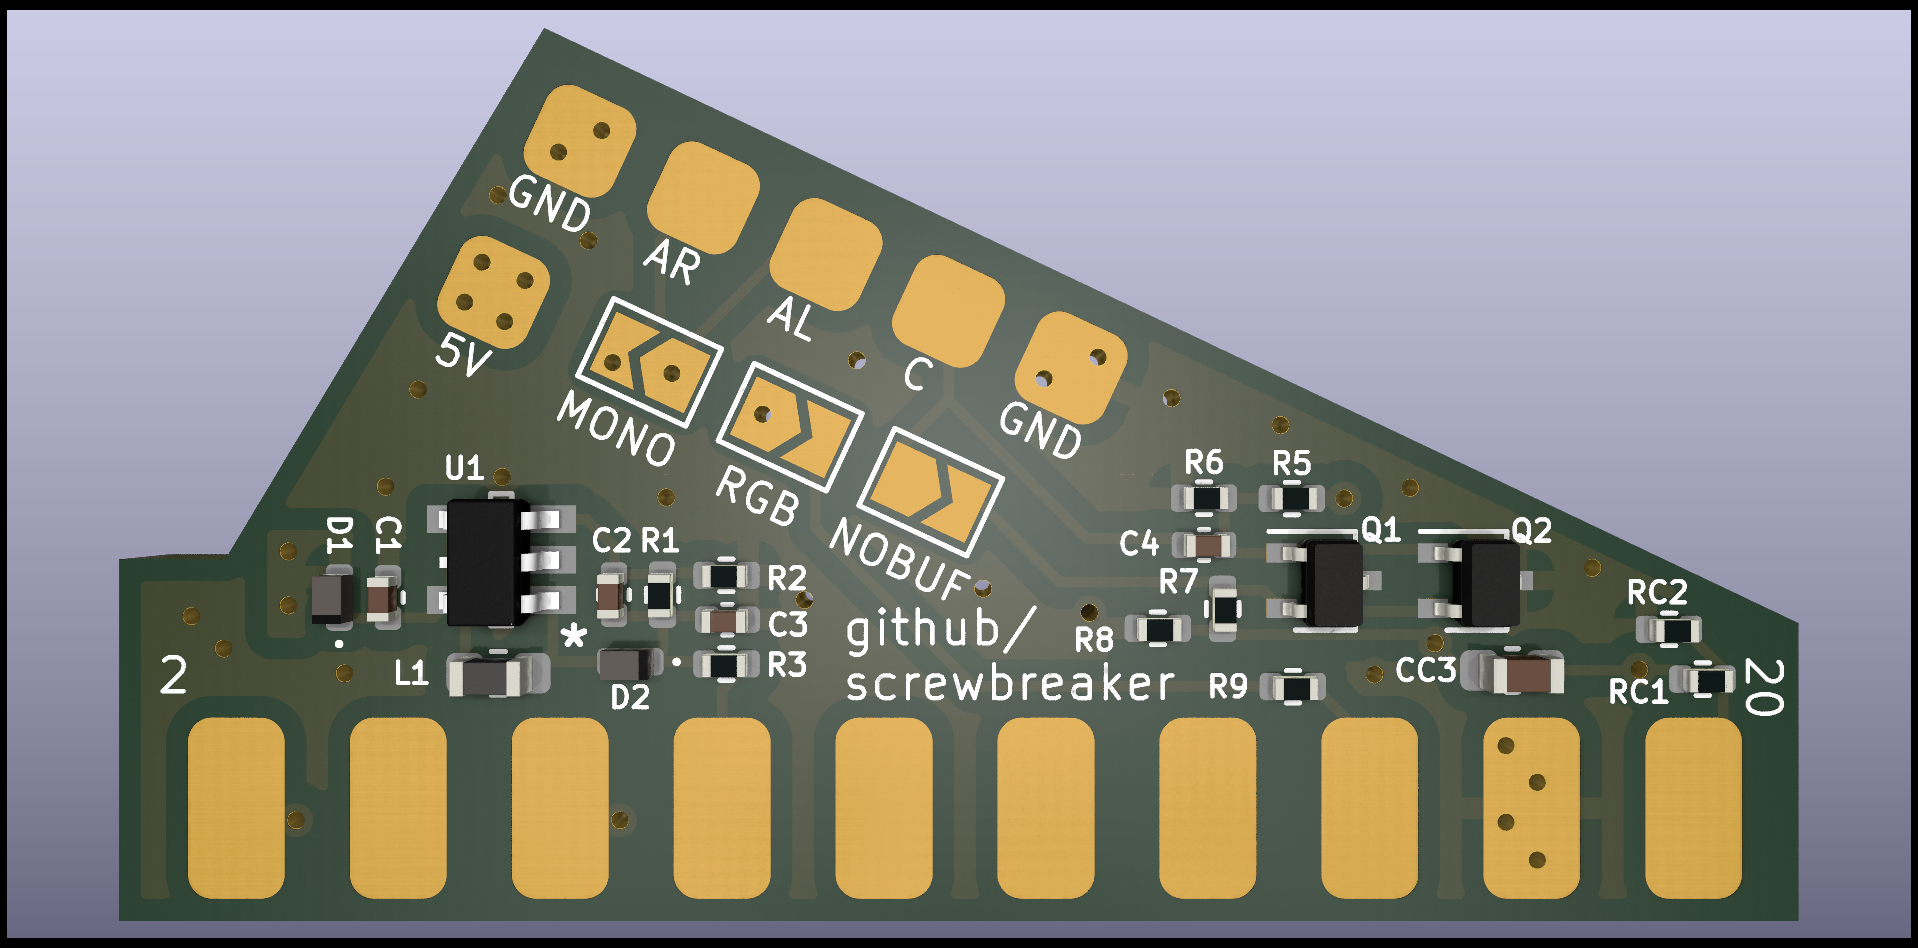 GND
AR
AL
C
GND
5V
MONO
RGB
NOBUF
U1
R6
R5
D1
C1
C2
R1
C4
Q1
Q2
R2
R7
RC2
C3
github/
R8
2
L1
*
R3
screwbreaker
R9
CC3
RC1
20
D2